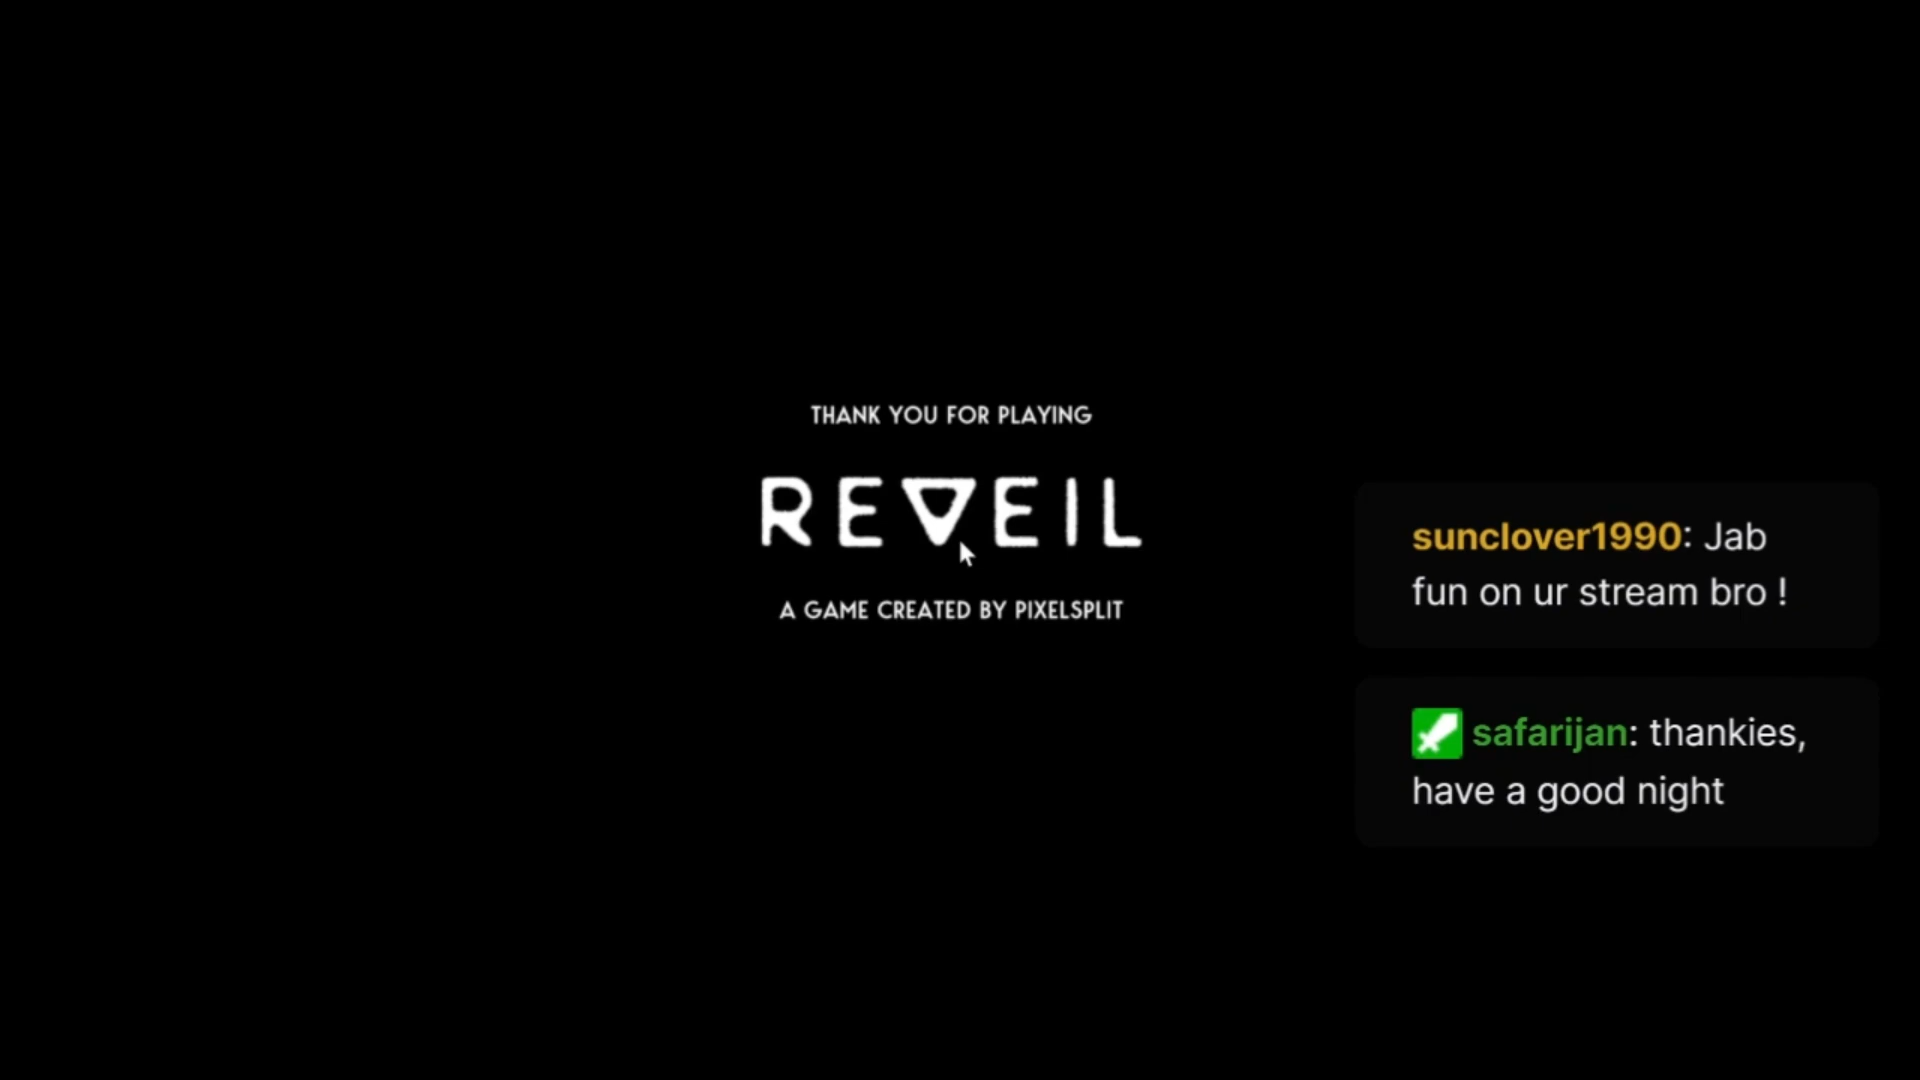 THANK YOU FOR PLAYING
REVEIL
A GAME CREATED BY PIXELSPLIT
sunclover1990: Jab
fun on ur stream bro !
safarijan: thankies,
have a good night